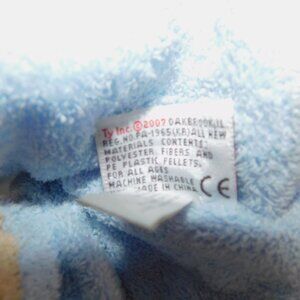 Ty Inc. ©2007 OAKBROOK IL
REG.NO.PA-1965(KR) ALL NEW
MATERIALS CONTENTS:
POLYESTER FIBERS AND
PE PLASTIC PELLETS.
FOR ALL AGES
MACHINE WASHABLE
MADE IN CHINA CE